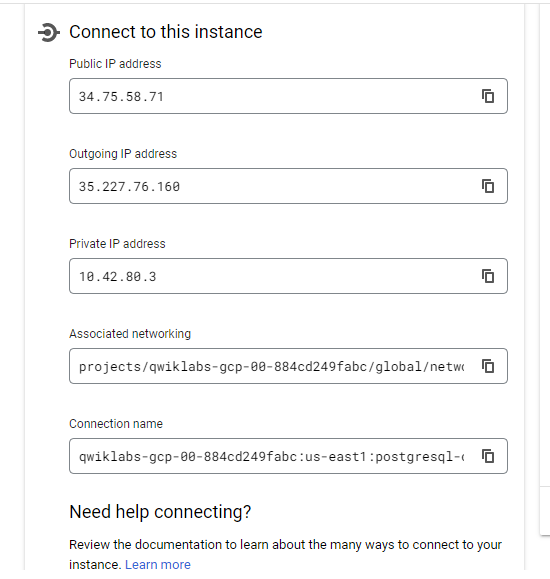 Connect to this instance
Public IP address
34.75.58.71
Outgoing IP address
35.227.76.160
Private IP address
10.42.80.3
Associated networking
projects/qwiklabs-gcp-00-884cd249fabc/global/netw
Connection name
qwiklabs-gcp-00-884cd249fabc:us-east1:postgresql-
Need help connecting?
Review the documentation to learn about the many ways to connect to your
instance. Learn more